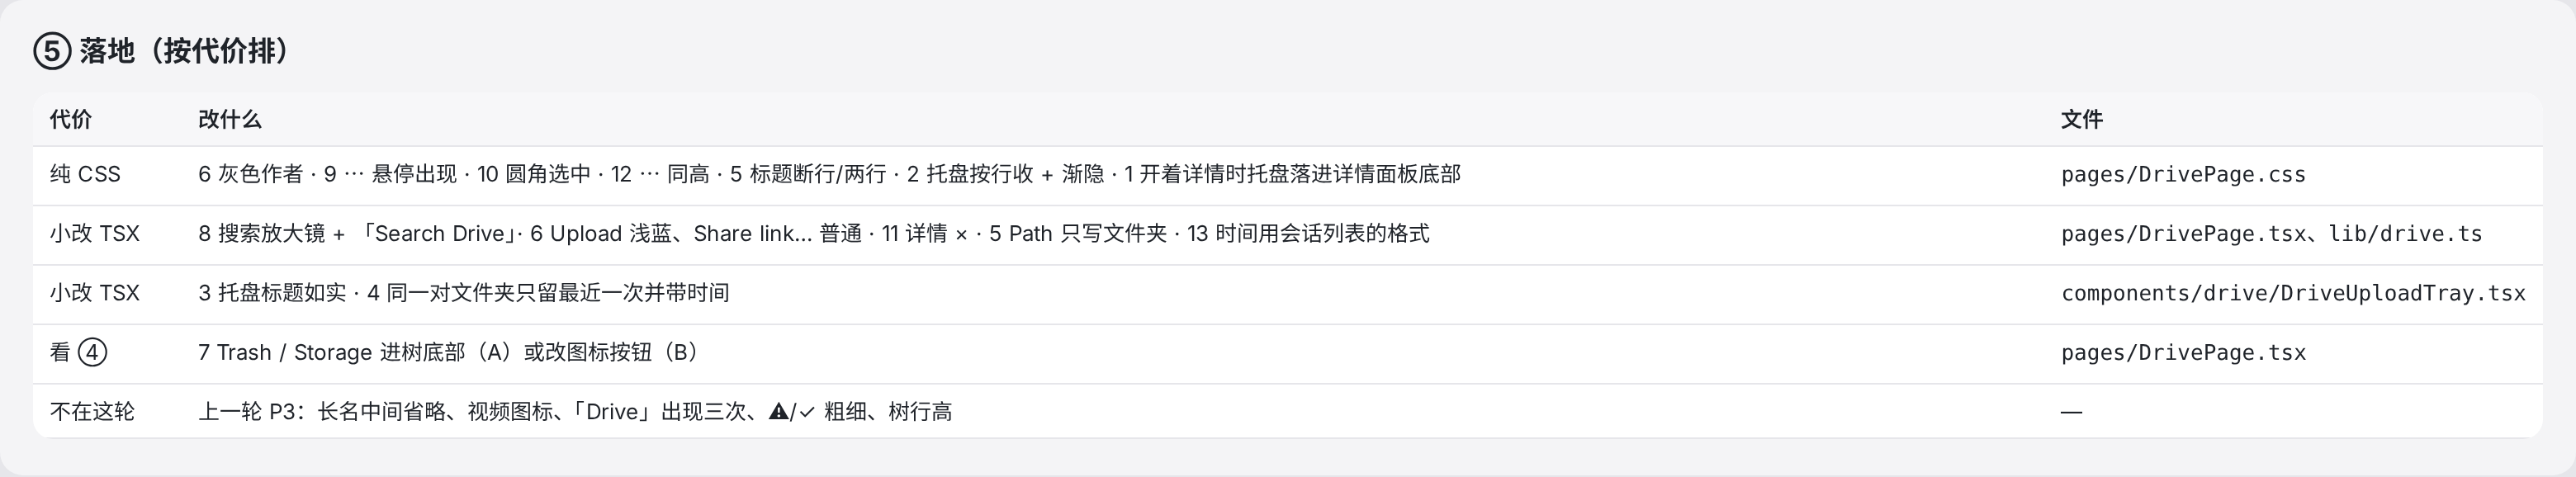 ⑤ 落地（按代价排）
代价 改什么 文件
纯 CSS 6 灰色作者 · 9 ··· 悬停出现 · 10 圆角选中 · 12 ··· 同高 · 5 标题断行/两行 · 2 托盘按行收 + 渐隐 · 1 开着详情时托盘落进详情面板底部 pages/DrivePage.css
小改 TSX 8 搜索放大镜 + 「Search Drive」· 6 Upload 浅蓝、Share link… 普通 · 11 详情 × · 5 Path 只写文件夹 · 13 时间用会话列表的格式 pages/DrivePage.tsx、lib/drive.ts
小改 TSX 3 托盘标题如实 · 4 同一对文件夹只留最近一次并带时间 components/drive/DriveUploadTray.tsx
看 ④ 7 Trash / Storage 进树底部（A）或改图标按钮（B） pages/DrivePage.tsx
不在这轮 上一轮 P3：长名中间省略、视频图标、「Drive」出现三次、⚠/✓ 粗细、树行高 —